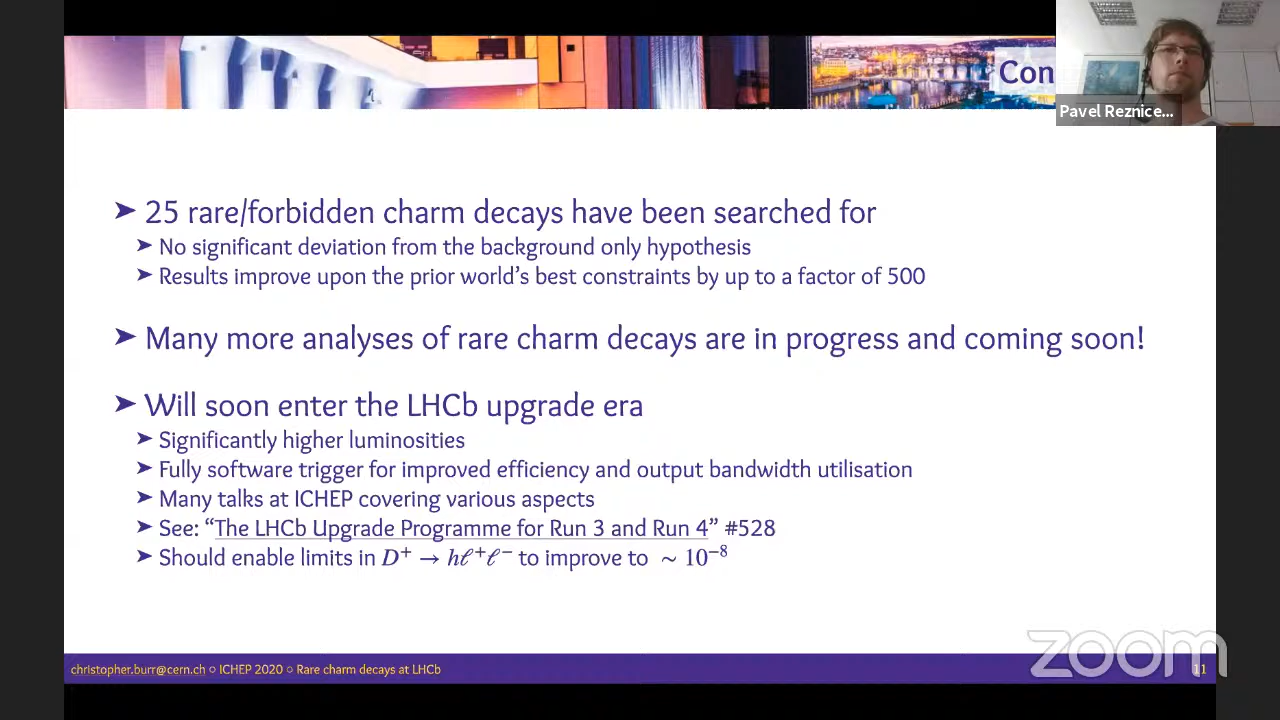 Con
Pavel Reznice...
➤ 25 rare/forbidden charm decays have been searched for
➤ No significant deviation from the background only hypothesis
➤ Results improve upon the prior world's best constraints by up to a factor of 500
➤ Many more analyses of rare charm decays are in progress and coming soon!
➤ Will soon enter the LHCb upgrade era
➤ Significantly higher luminosities
➤ Fully software trigger for improved efficiency and output bandwidth utilisation
➤ Many talks at ICHEP covering various aspects
➤ See: “The LHCb Upgrade Programme for Run 3 and Run 4” #528
➤ Should enable limits in D⁺ → hℓ⁺ℓ⁻ to improve to ~ 10⁻⁸
zoom
christopher.burr@cern.ch ○ ICHEP 2020 ○ Rare charm decays at LHCb
11